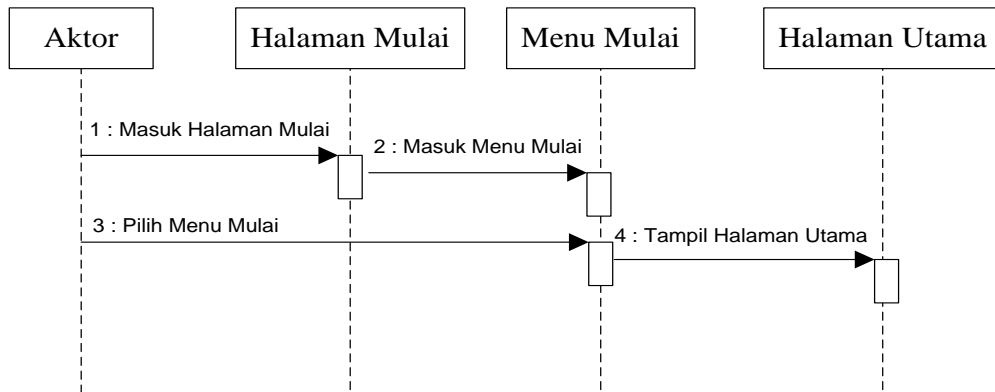 Aktor
Halaman Mulai
Menu Mulai
Halaman Utama
1 : Masuk Halaman Mulai
2 : Masuk Menu Mulai
3 : Pilih Menu Mulai
4 : Tampil Halaman Utama